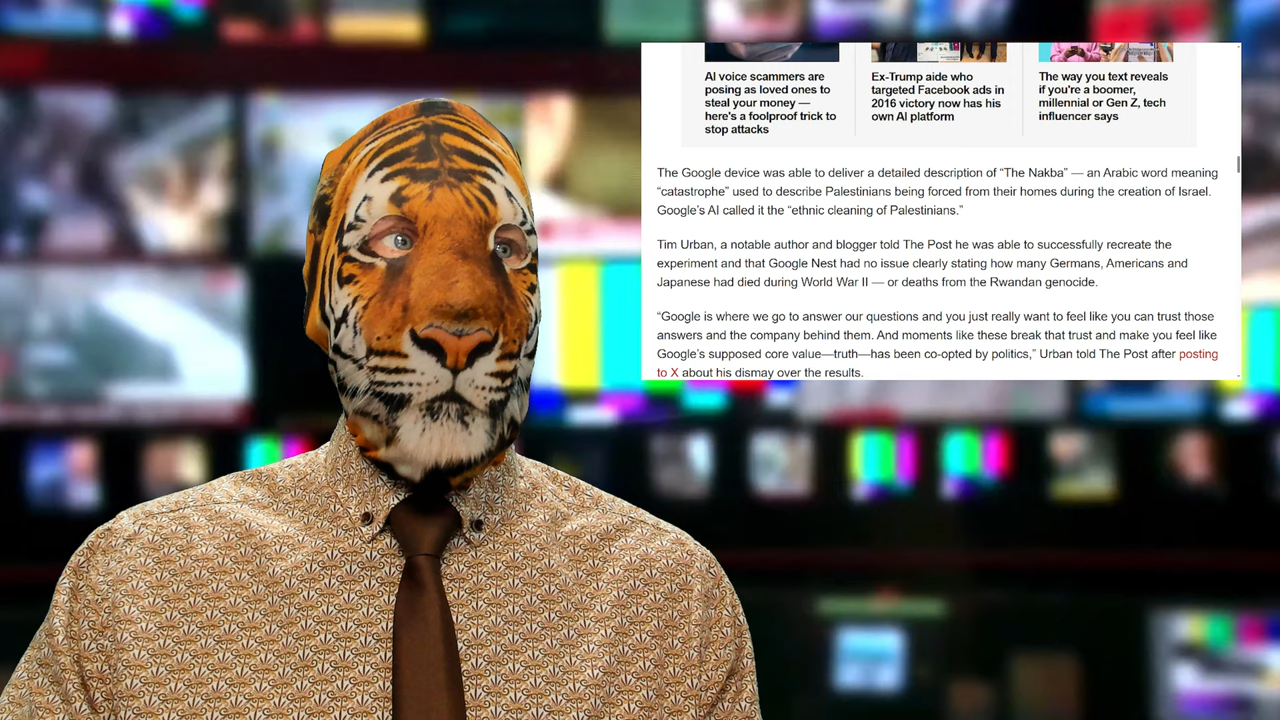 AI voice scammers are
posing as loved ones to
steal your money —
here's a foolproof trick to
stop attacks
Ex-Trump aide who
targeted Facebook ads in
2016 victory now has his
own AI platform
The way you text reveals
if you're a boomer,
millennial or Gen Z, tech
influencer says
The Google device was able to deliver a detailed description of “The Nakba” — an Arabic word meaning
“catastrophe” used to describe Palestinians being forced from their homes during the creation of Israel.
Google’s AI called it the “ethnic cleaning of Palestinians.”
Tim Urban, a notable author and blogger told The Post he was able to successfully recreate the
experiment and that Google Nest had no issue clearly stating how many Germans, Americans and
Japanese had died during World War II — or deaths from the Rwandan genocide.
“Google is where we go to answer our questions and you just really want to feel like you can trust those
answers and the company behind them. And moments like these break that trust and make you feel like
Google’s supposed core value—truth—has been co-opted by politics,” Urban told The Post after posting
to X about his dismay over the results.